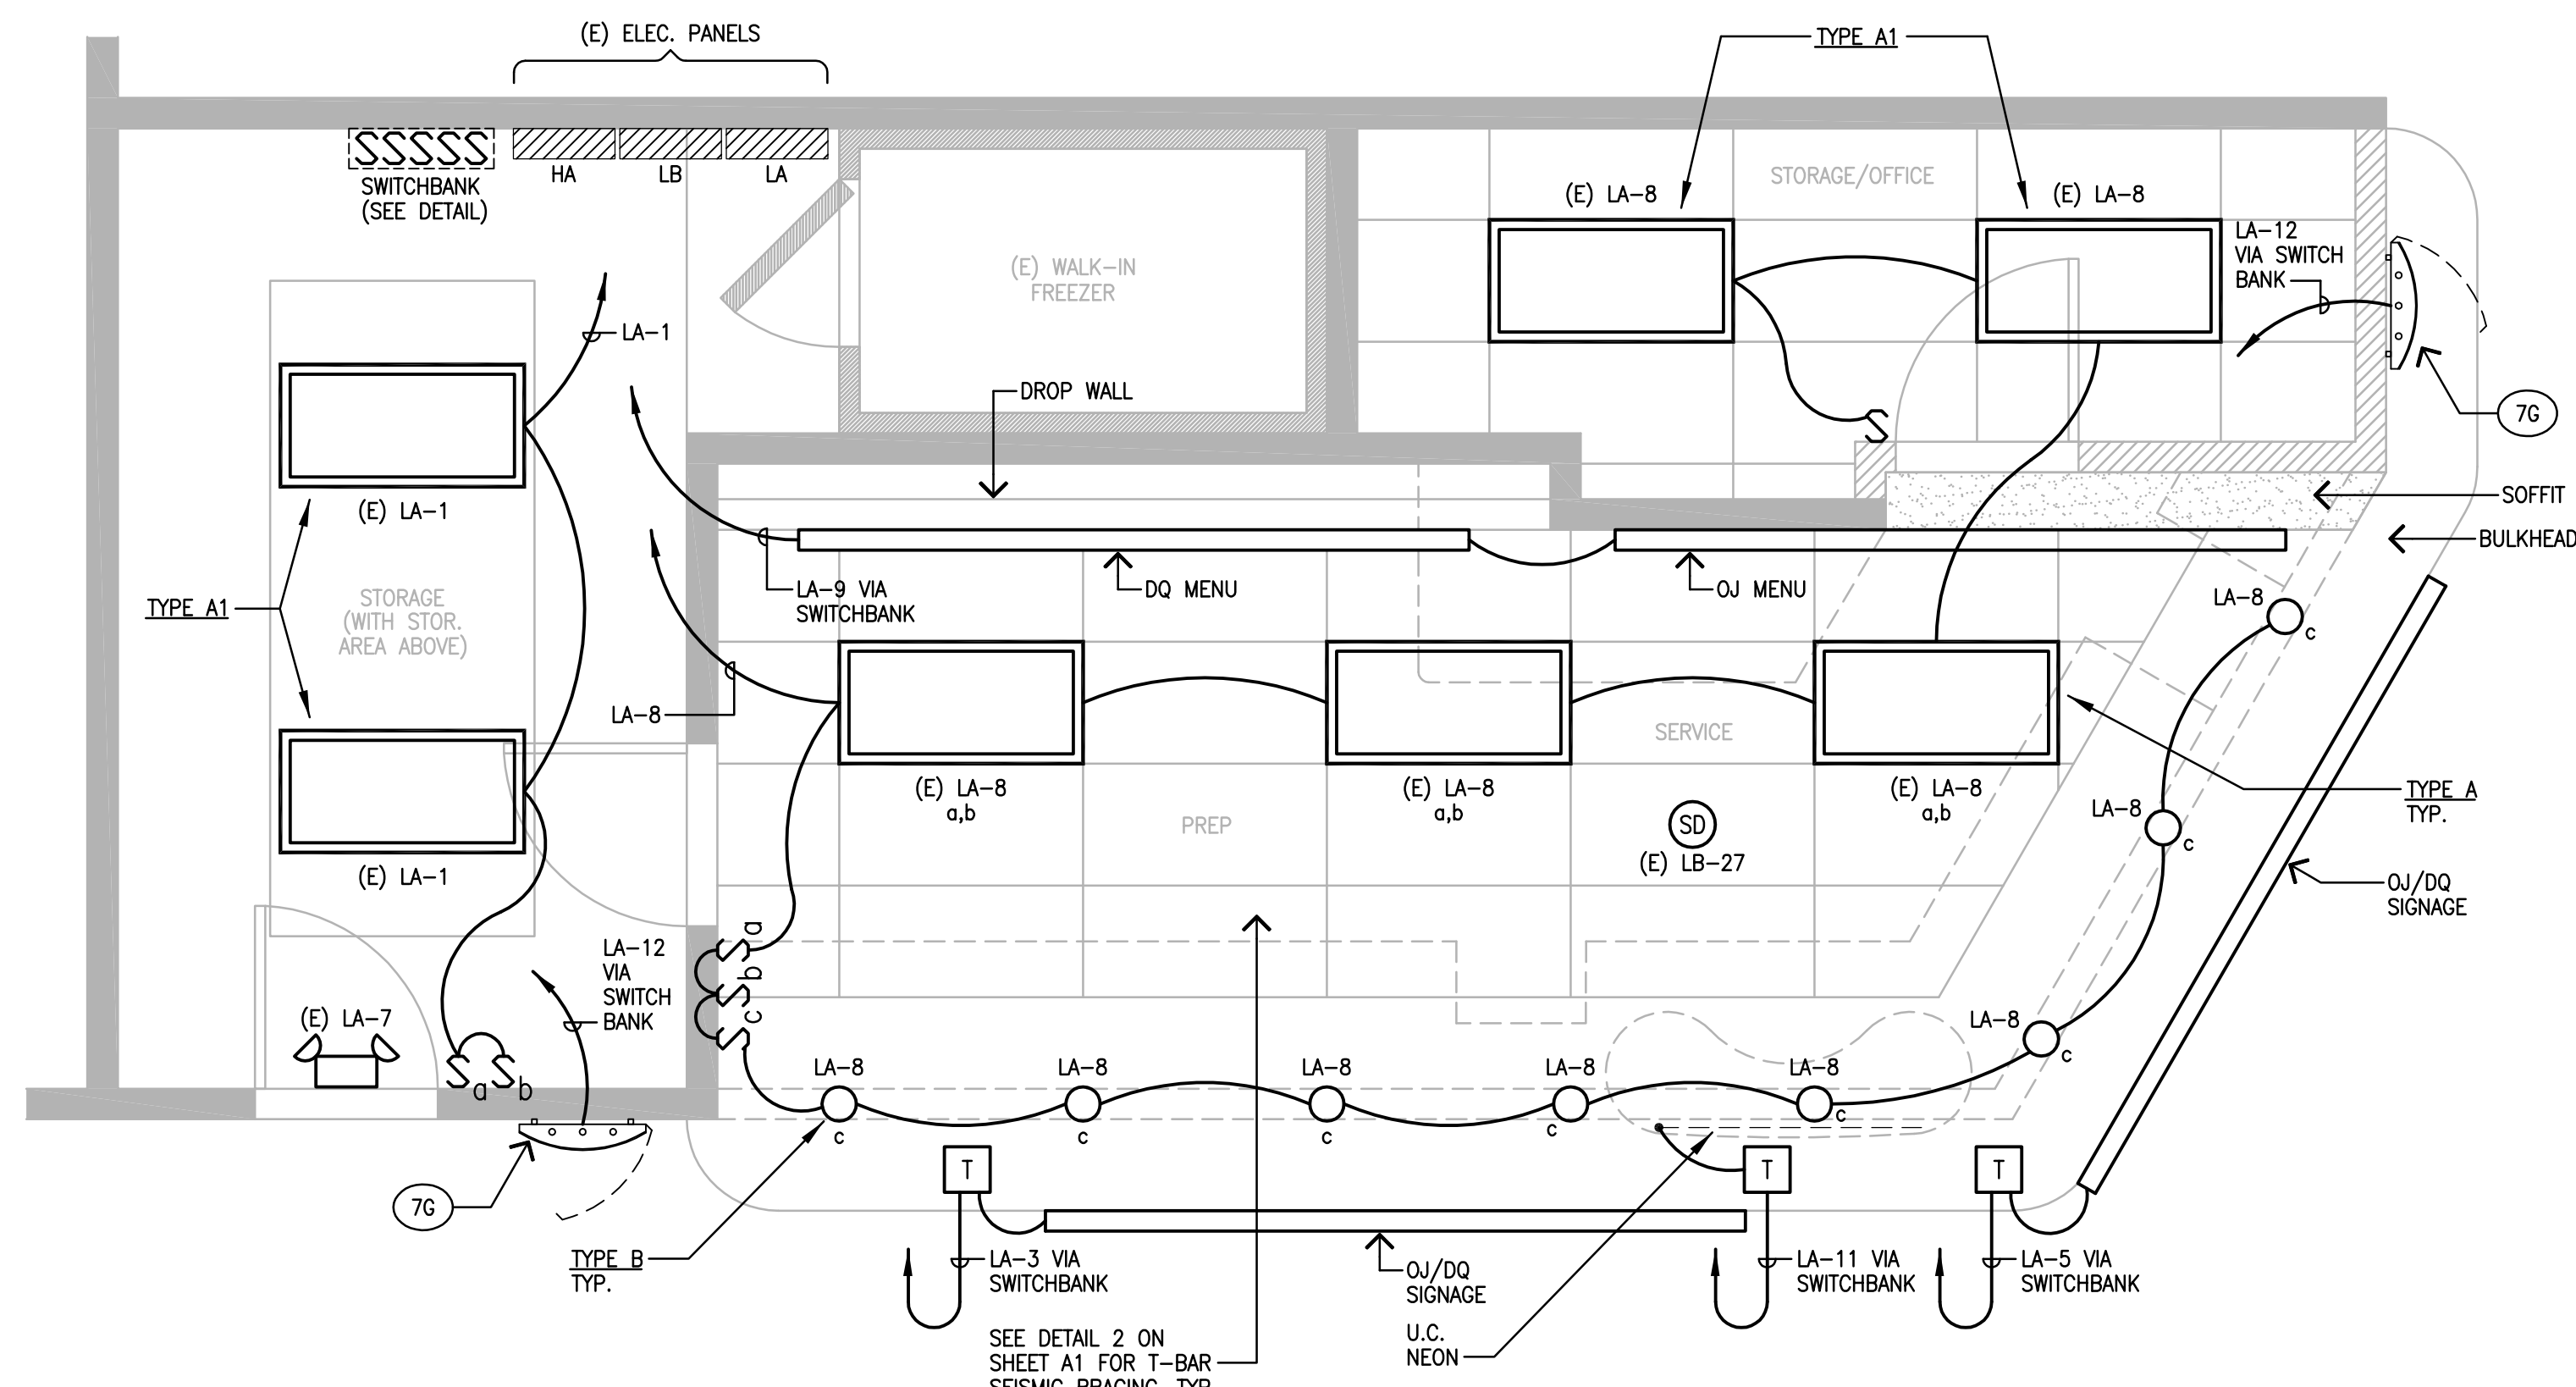 (E) ELEC. PANELS
TYPE A1
SSSSS
HA
LB
LA
SWITCHBANK
(SEE DETAIL)
STORAGE/OFFICE
(E) LA-8
(E) LA-8
LA-12
VIA SWITCH
BANK
(E) WALK-IN
FREEZER
LA-1
DROP WALL
7G
(E) LA-1
SOFFIT
BULKHEAD
LA-9 VIA
SWITCHBANK
DQ MENU
OJ MENU
TYPE A1
STORAGE
(WITH STOR.
AREA ABOVE)
LA-8
c
LA-8
SERVICE
(E) LA-8
a,b
(E) LA-8
a,b
(E) LA-8
a,b
TYPE A
TYP.
PREP
SD
(E) LB-27
LA-8
c
(E) LA-1
OJ/DQ
SIGNAGE
LA-12
VIA
SWITCH
BANK
a
b
c
(E) LA-7
a b
LA-8
c
LA-8
c
LA-8
c
LA-8
c
LA-8
c
LA-8
c
T
T
T
7G
TYPE B
TYP.
LA-3 VIA
SWITCHBANK
OJ/DQ
SIGNAGE
LA-11 VIA
SWITCHBANK
LA-5 VIA
SWITCHBANK
U.C.
NEON
SEE DETAIL 2 ON
SHEET A1 FOR T-BAR
SEISMIC BRACING, TYP.